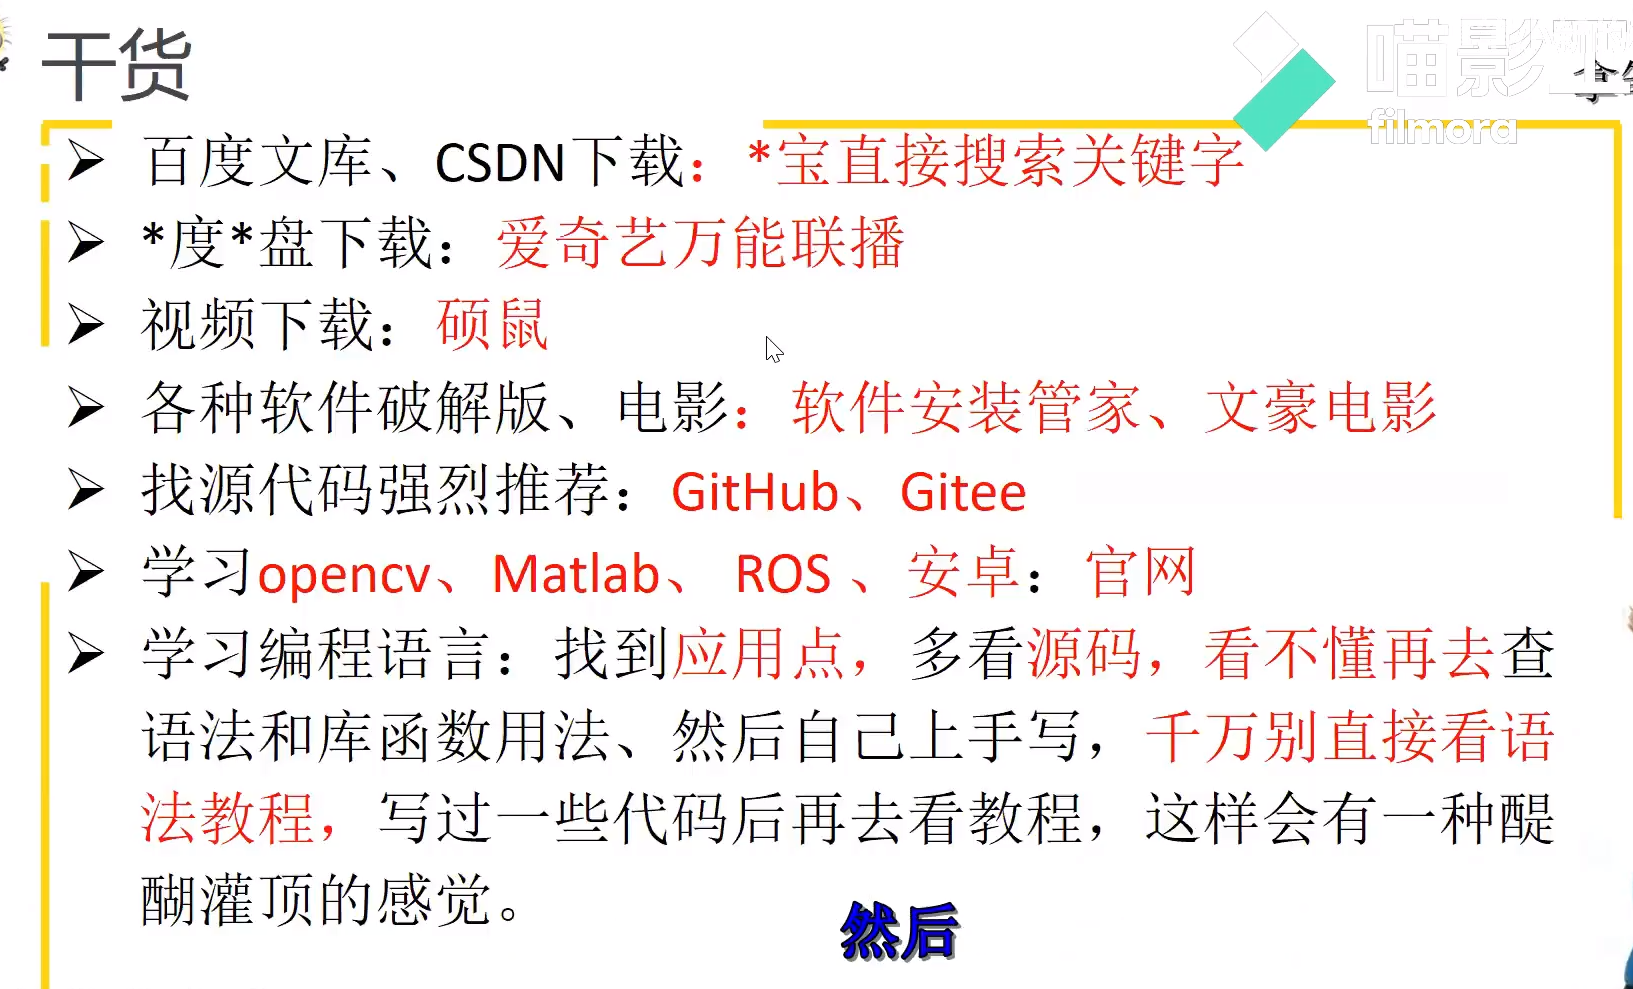 干货
喵影工
filmora
百度文库、CSDN下载：*宝直接搜索关键字
*度*盘下载：爱奇艺万能联播
视频下载：硕鼠
各种软件破解版、电影：软件安装管家、文豪电影
找源代码强烈推荐：GitHub、Gitee
学习opencv、Matlab、 ROS 、安卓：官网
学习编程语言：找到应用点，多看源码，看不懂再去查
语法和库函数用法、然后自己上手写，千万别直接看语
法教程，写过一些代码后再去看教程，这样会有一种醍
醐灌顶的感觉。
然后